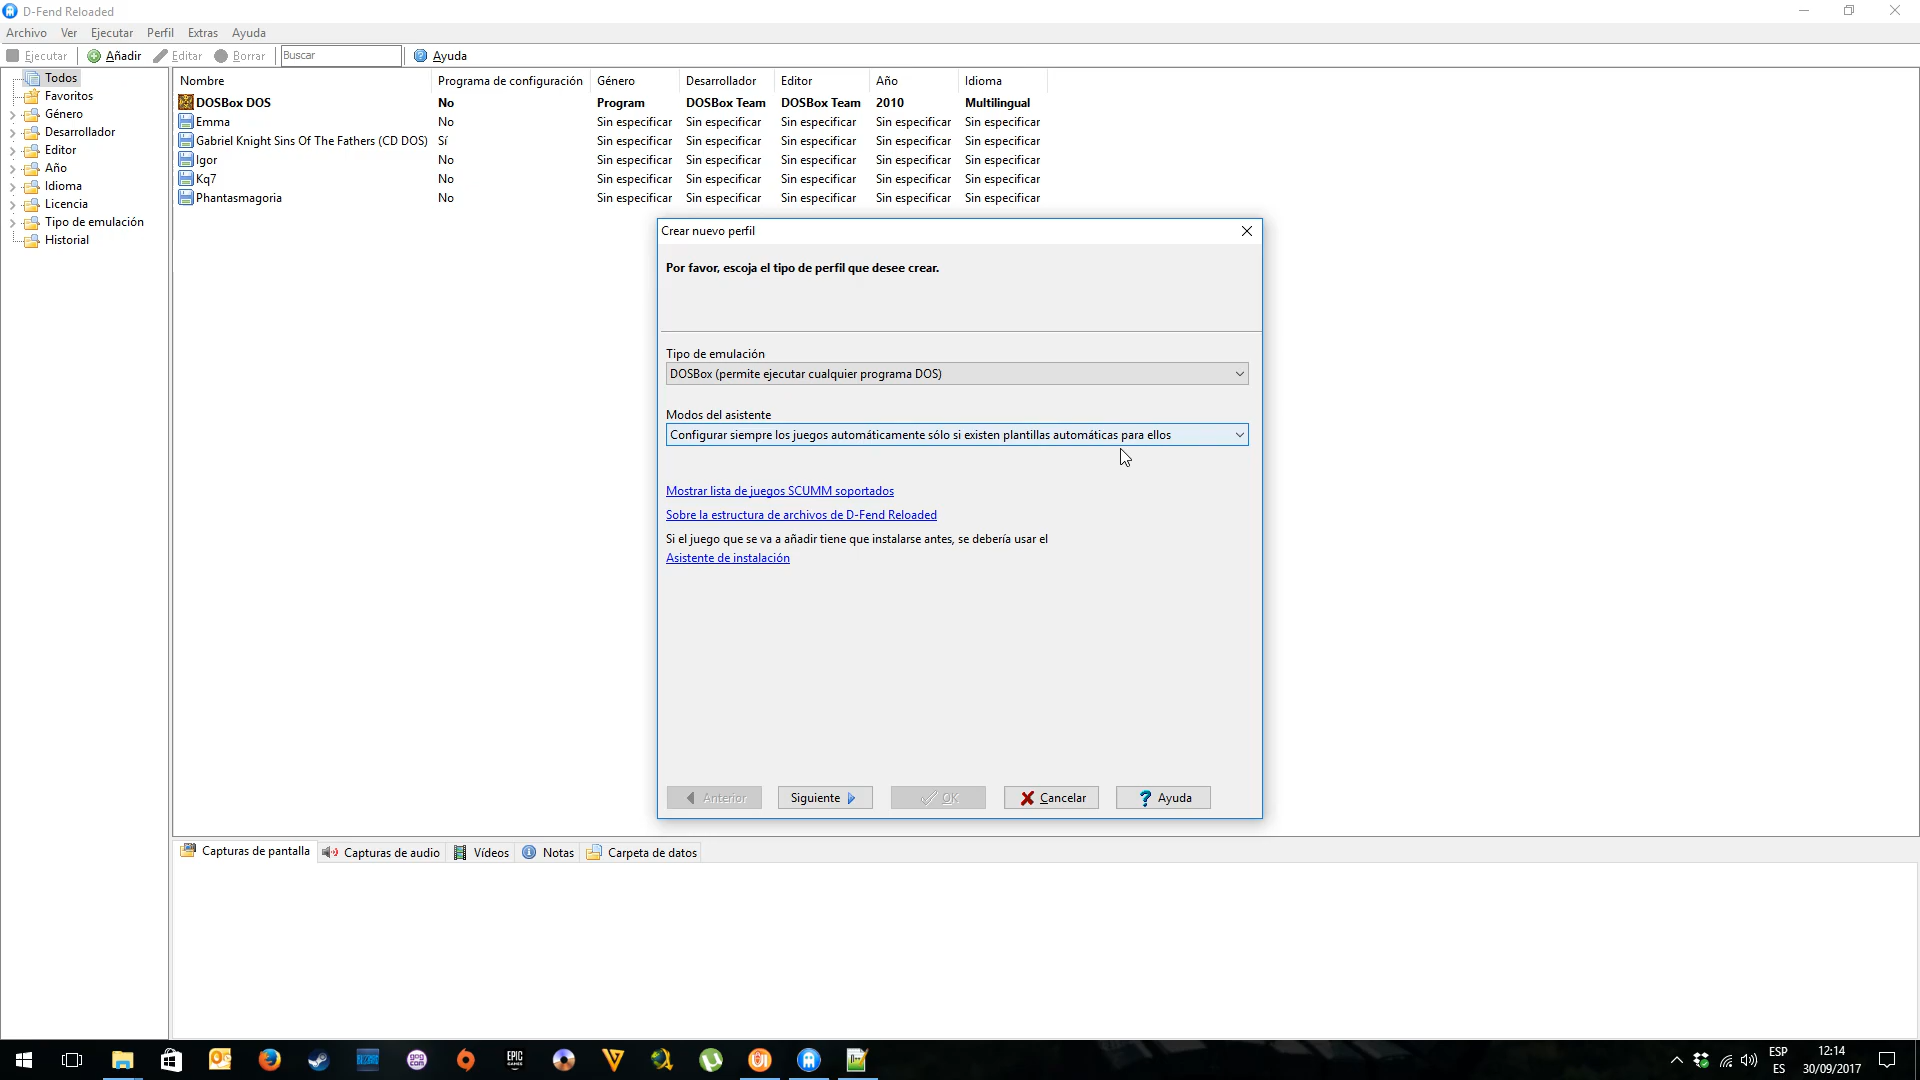 D-Fend Reloaded
Archivo Ver Ejecutar Perfil Extras Ayuda
Ejecutar Añadir Editar Borrar Buscar Ayuda
Todos
Favoritos
Género
Desarrollador
Editor
Año
Idioma
Licencia
Tipo de emulación
Historial
Nombre Programa de configuración Género Desarrollador Editor Año Idioma
DOSBox DOS No Program DOSBox Team DOSBox Team 2010 Multilingual
Emma No Sin especificar Sin especificar Sin especificar Sin especificar Sin especificar
Gabriel Knight Sins Of The Fathers (CD DOS) Sí Sin especificar Sin especificar Sin especificar Sin especificar Sin especificar
Igor No Sin especificar Sin especificar Sin especificar Sin especificar Sin especificar
Kq7 No Sin especificar Sin especificar Sin especificar Sin especificar Sin especificar
Phantasmagoria No Sin especificar Sin especificar Sin especificar Sin especificar Sin especificar
Crear nuevo perfil
Por favor, escoja el tipo de perfil que desee crear.
Tipo de emulación
DOSBox (permite ejecutar cualquier programa DOS)
Modos del asistente
Configurar siempre los juegos automáticamente sólo si existen plantillas automáticas para ellos
Mostrar lista de juegos SCUMM soportados
Sobre la estructura de archivos de D-Fend Reloaded
Si el juego que se va a añadir tiene que instalarse antes, se debería usar el
Asistente de instalación
Anterior Siguiente OK Cancelar Ayuda
Capturas de pantalla Capturas de audio Vídeos Notas Carpeta de datos
EPIC GAMES
ESP 12:14
ES 30/09/2017